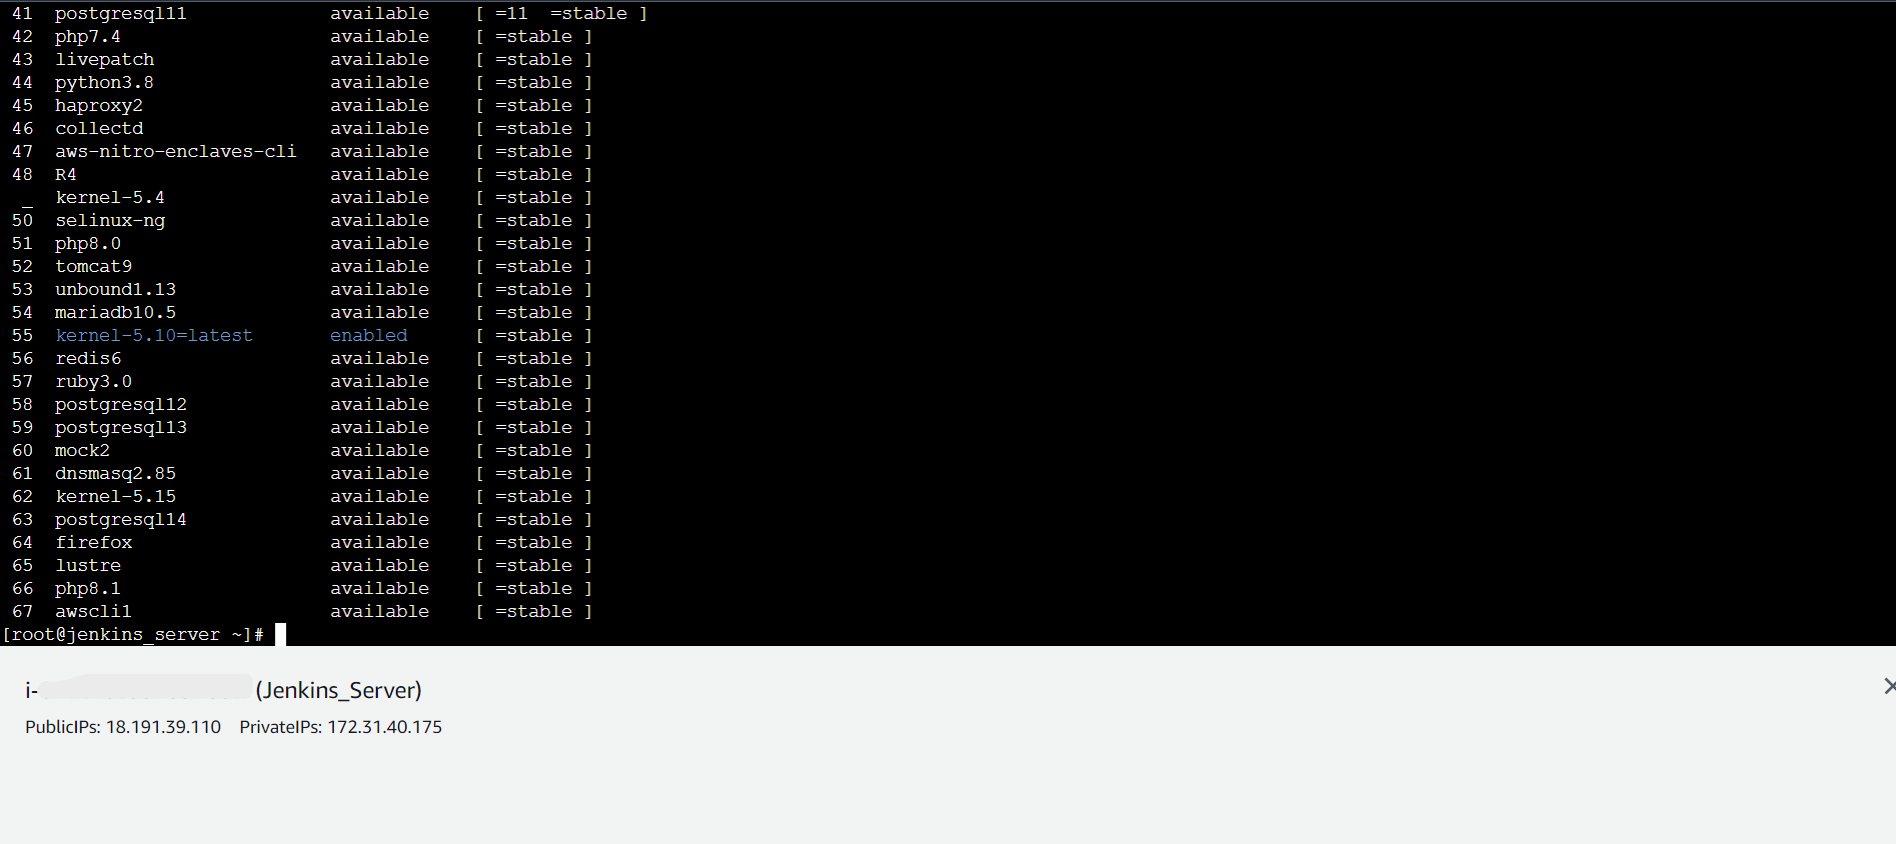 41 postgresql11 available [ =11 =stable ]
42 php7.4 available [ =stable ]
43 livepatch available [ =stable ]
44 python3.8 available [ =stable ]
45 haproxy2 available [ =stable ]
46 collectd available [ =stable ]
47 aws-nitro-enclaves-cli available [ =stable ]
48 R4 available [ =stable ]
_ kernel-5.4 available [ =stable ]
50 selinux-ng available [ =stable ]
51 php8.0 available [ =stable ]
52 tomcat9 available [ =stable ]
53 unbound1.13 available [ =stable ]
54 mariadb10.5 available [ =stable ]
55 kernel-5.10=latest enabled [ =stable ]
56 redis6 available [ =stable ]
57 ruby3.0 available [ =stable ]
58 postgresql12 available [ =stable ]
59 postgresql13 available [ =stable ]
60 mock2 available [ =stable ]
61 dnsmasq2.85 available [ =stable ]
62 kernel-5.15 available [ =stable ]
63 postgresql14 available [ =stable ]
64 firefox available [ =stable ]
65 lustre available [ =stable ]
66 php8.1 available [ =stable ]
67 awscli1 available [ =stable ]
[root@jenkins_server ~]#
i- (Jenkins_Server)
PublicIPs: 18.191.39.110 PrivateIPs: 172.31.40.175